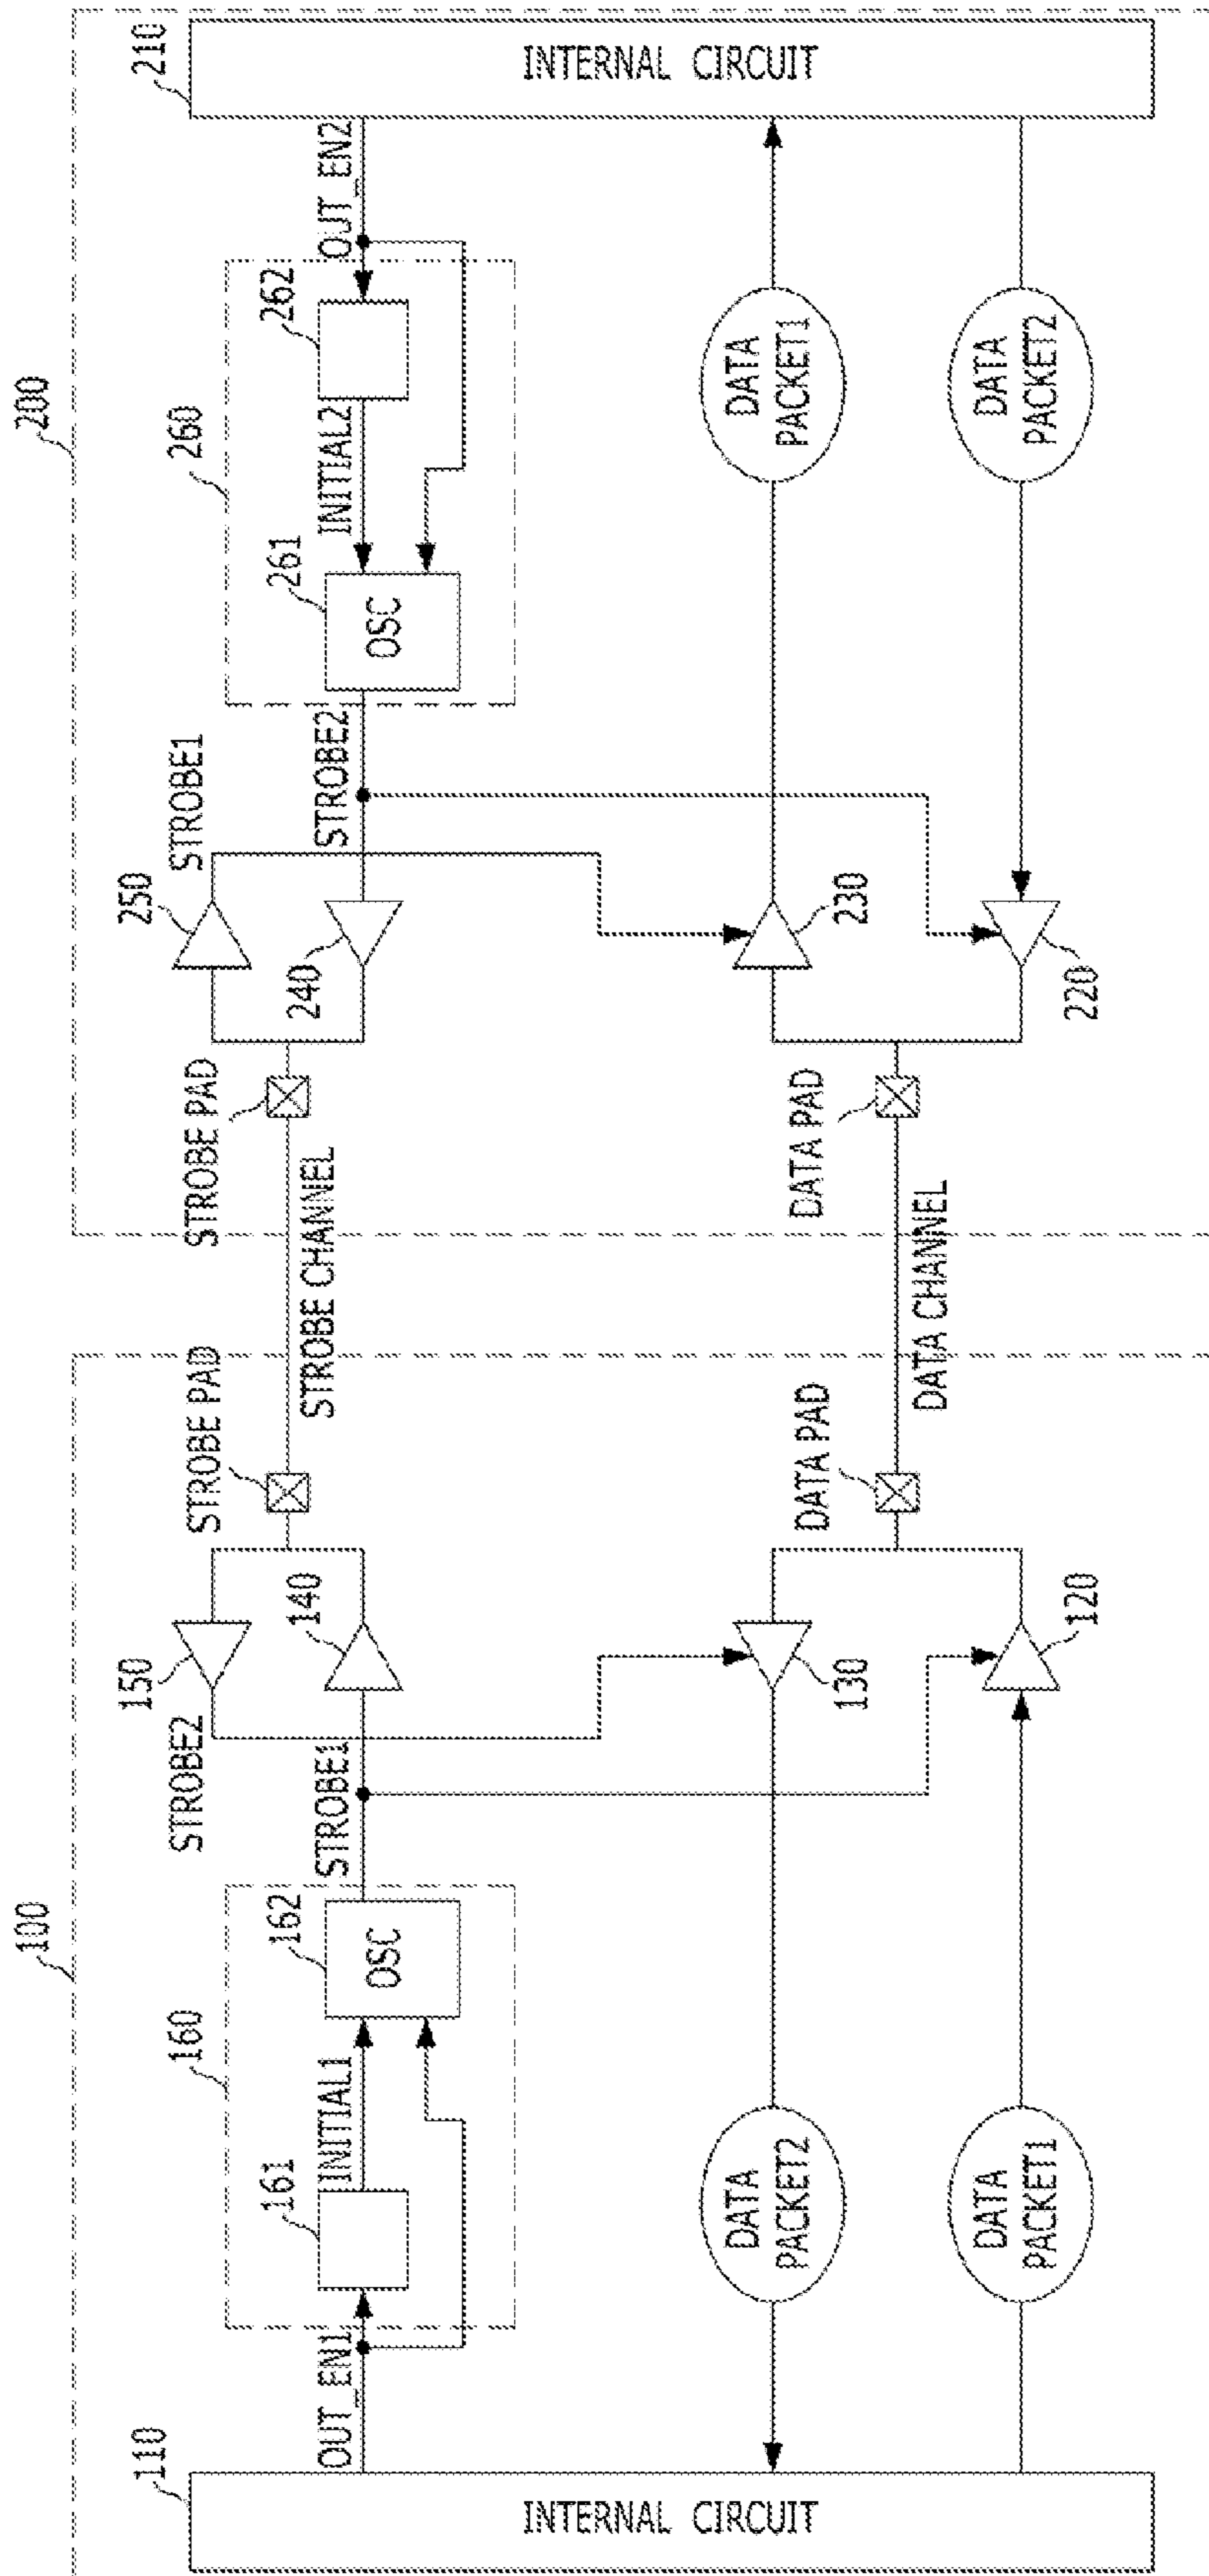 100
200
110
INTERNAL CIRCUIT
OUT_EN1
160
161
INITIAL1
162
OSC
STROBE1
STROBE2
150
140
STROBE PAD
STROBE CHANNEL
STROBE PAD
250
240
STROBE1
STROBE2
260
261
OSC
INITIAL2
262
OUT_EN2
210
INTERNAL CIRCUIT
DATA
PACKET2
130
DATA PAD
DATA CHANNEL
DATA PAD
230
DATA
PACKET1
DATA
PACKET1
120
220
DATA
PACKET2